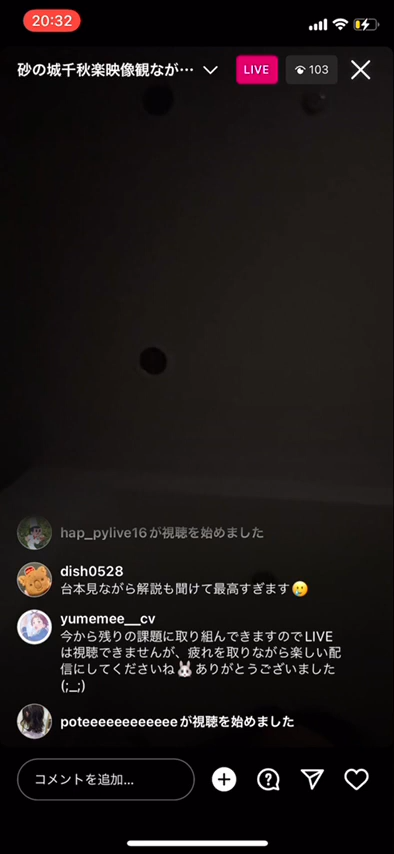 20:32
砂の城千秋楽映像観なが…
LIVE
103
hap_pylive16が視聴を始めました
dish0528
台本見ながら解説も聞けて最高すぎます🥲
yumemee__cv
今から残りの課題に取り組んできますのでLIVE
は視聴できませんが、疲れを取りながら楽しい配
信にしてくださいね🐰ありがとうございました
(;_;)
poteeeeeeeeeeeeが視聴を始めました
コメントを追加...